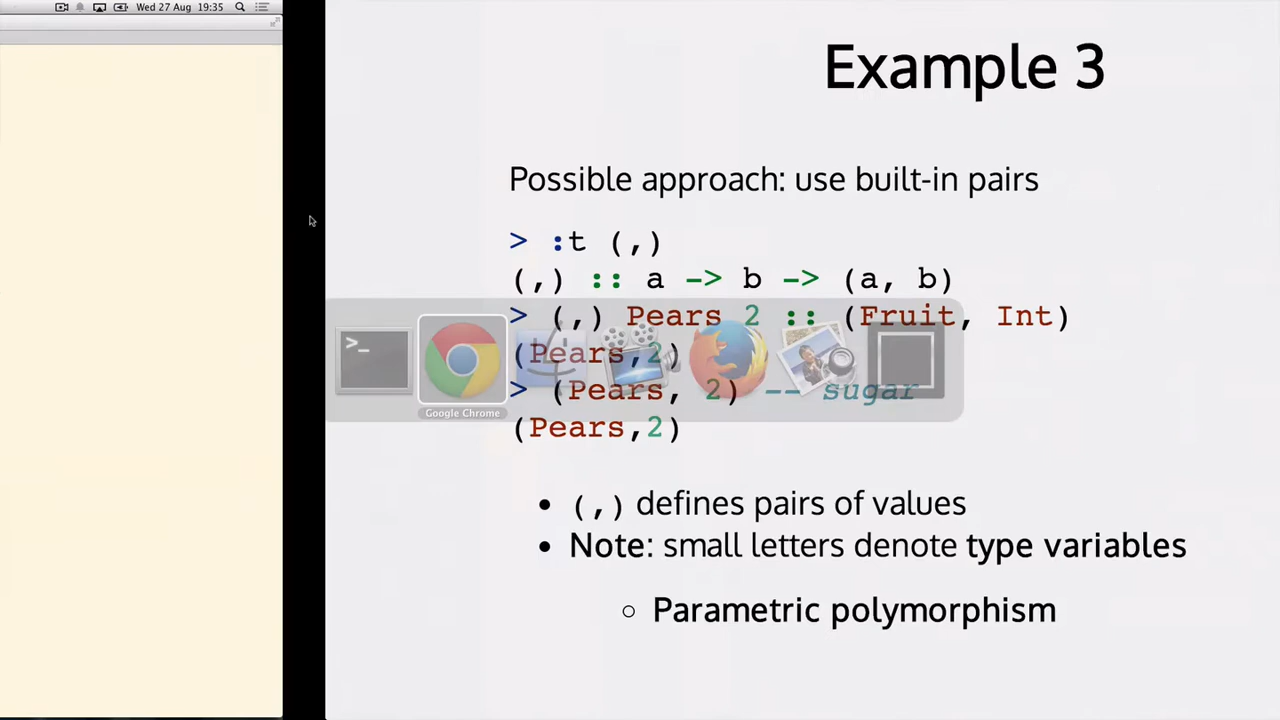 Wed 27 Aug 19:35
Example 3
Possible approach: use built-in pairs
> :t (,)
(,) :: a -> b -> (a, b)
> (,) Pears 2 :: (Fruit, Int)
(Pears,2)
> (Pears, 2) -- sugar
(Pears,2)
>_
Google Chrome
• (,) defines pairs of values
• Note: small letters denote type variables
○ Parametric polymorphism